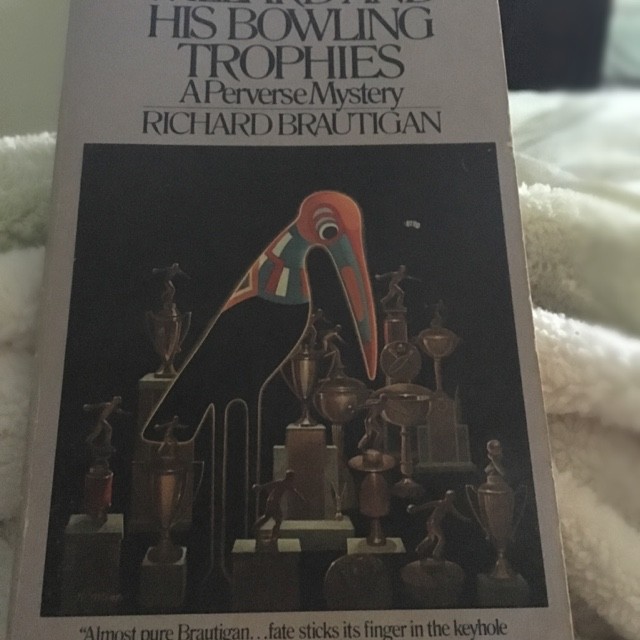 HIS BOWLING
TROPHIES
A Perverse Mystery
RICHARD BRAUTIGAN
"Almost pure Brautigan...fate sticks its finger in the keyhole